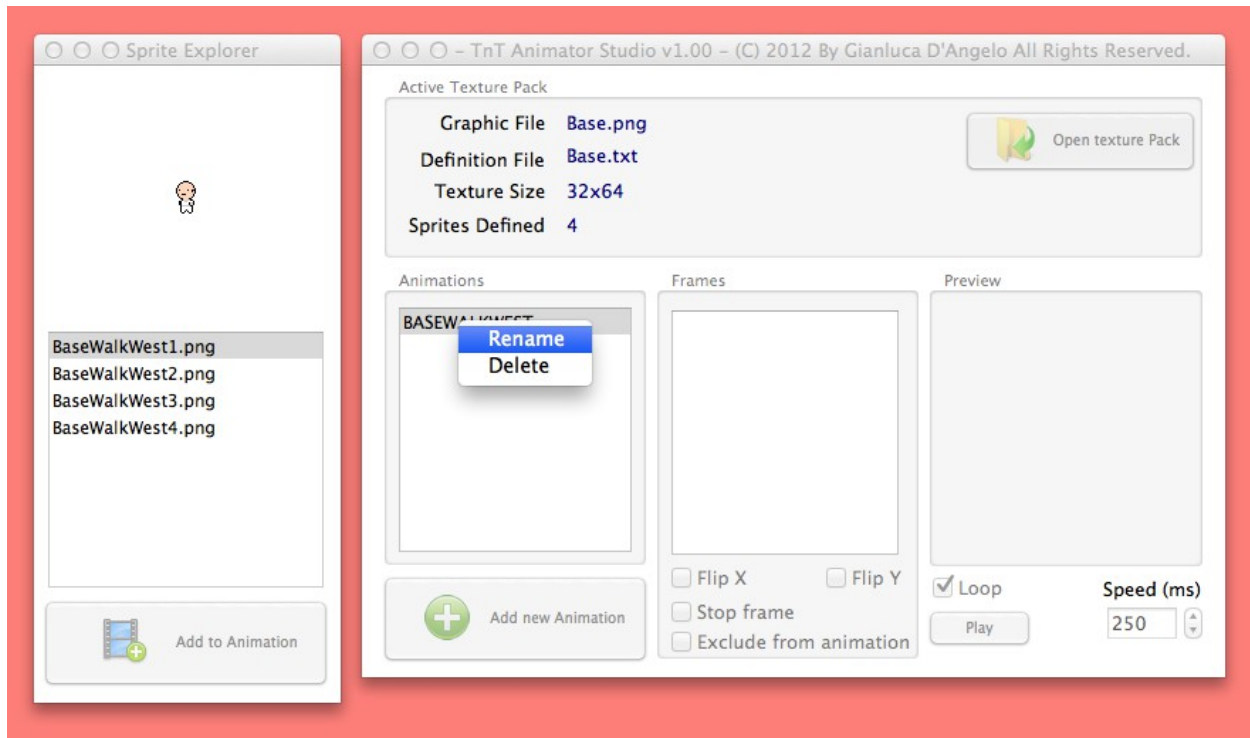 Sprite Explorer
BaseWalkWest1.png
BaseWalkWest2.png
BaseWalkWest3.png
BaseWalkWest4.png
Add to Animation
– TnT Animator Studio v1.00 – (C) 2012 By Gianluca D'Angelo All Rights Reserved.
Active Texture Pack
Graphic File Base.png
Definition File Base.txt
Texture Size 32x64
Sprites Defined 4
Open texture Pack
Animations
BASEWALKWEST
Rename
Delete
Add new Animation
Frames
Flip X Flip Y
Stop frame
Exclude from animation
Preview
Loop
Speed (ms)
Play
250